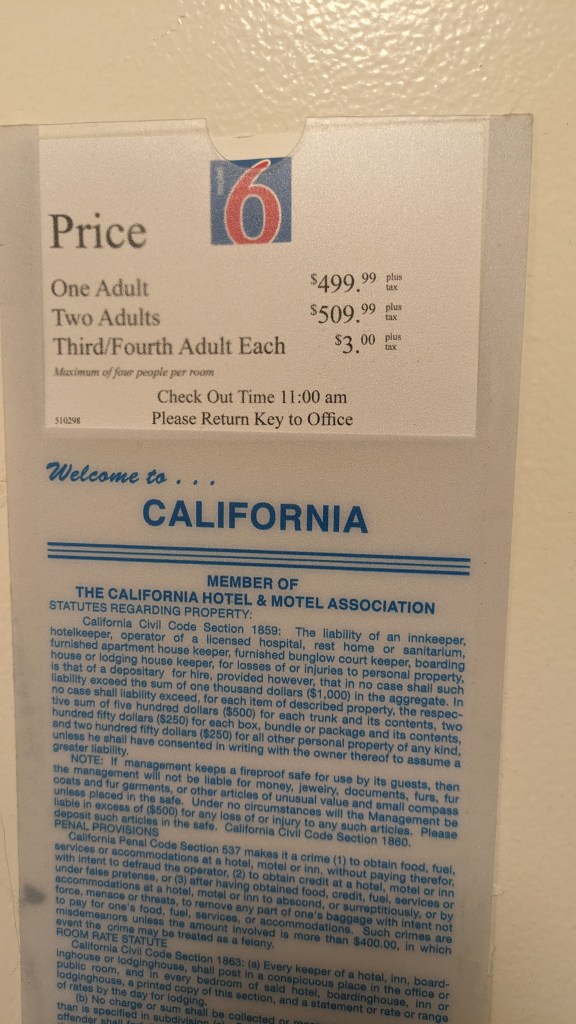 motel
6
Price
One Adult $499.99 plus tax
Two Adults $509.99 plus tax
Third/Fourth Adult Each $3.00 plus tax
Maximum of four people per room
Check Out Time 11:00 am
510298 Please Return Key to Office
Welcome to . . .
CALIFORNIA
MEMBER OF
THE CALIFORNIA HOTEL & MOTEL ASSOCIATION
STATUTES REGARDING PROPERTY:
California Civil Code Section 1859: The liability of an innkeeper,
hotelkeeper, operator of a licensed hospital, rest home or sanitarium,
furnished apartment house keeper, furnished bunglow court keeper, boarding
house or lodging house keeper, for losses of or injuries to personal property,
is that of a depositary for hire, provided however, that in no case shall such
liability exceed the sum of one thousand dollars ($1,000) in the aggregate. In
no case shall liability exceed, for each item of described property, the respec-
tive sum of five hundred dollars ($500) for each trunk and its contents, two
hundred fifty dollars ($250) for each box, bundle or package and its contents,
and two hundred fifty dollars ($250) for all other personal property of any kind,
unless he shall have consented in writing with the owner thereof to assume a
greater liability.
NOTE: If management keeps a fireproof safe for use by its guests, then
the management will not be liable for money, jewelry, documents, furs, fur
coats and fur garments, or other articles of unusual value and small compass
unless placed in the safe. Under no circumstances will the Management be
liable in excess of ($500) for any loss of or injury to any such articles. Please
deposit such articles in the safe. California Civil Code Section 1860.
PENAL PROVISIONS
California Penal Code Section 537 makes it a crime (1) to obtain food, fuel,
services or accommodations at a hotel, motel or inn, without paying therefor,
with intent to defraud the operator, (2) to obtain credit at a hotel, motel or inn
under false pretense, or (3) after having obtained food, credit, fuel, services or
accommodations at a hotel, motel or inn to abscond, or surreptitiously, or by
force, menace or threats, to remove any part of one's baggage with intent not
to pay for one's food, fuel, services, or accommodations. Such crimes are
misdemeanors unless the amount involved is more than $400.00, in which
event the crime may be treated as a felony.
ROOM RATE STATUTE
California Civil Code Section 1863: (a) Every keeper of a hotel, inn, board-
inghouse or lodginghouse, shall post in a conspicuous place in the office or
public room, and in every bedroom of said hotel, boardinghouse, inn or
lodginghouse, a printed copy of this section, and a statement or rate or range
of rates by the day for lodging.
(b) No charge or sum shall be collected or
than is specified in subdivision
offender shall